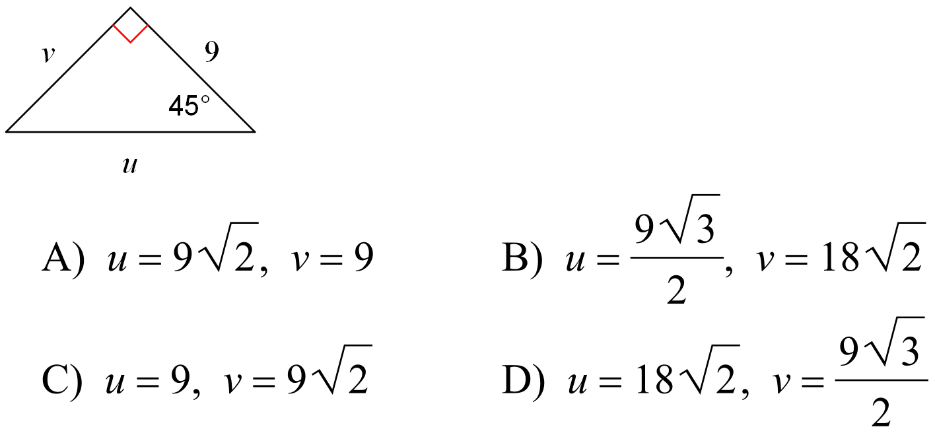 v 9
45°
u
A) u = 9√2, v = 9 B) u = 9√3/2, v = 18√2
C) u = 9, v = 9√2 D) u = 18√2, v = 9√3/2